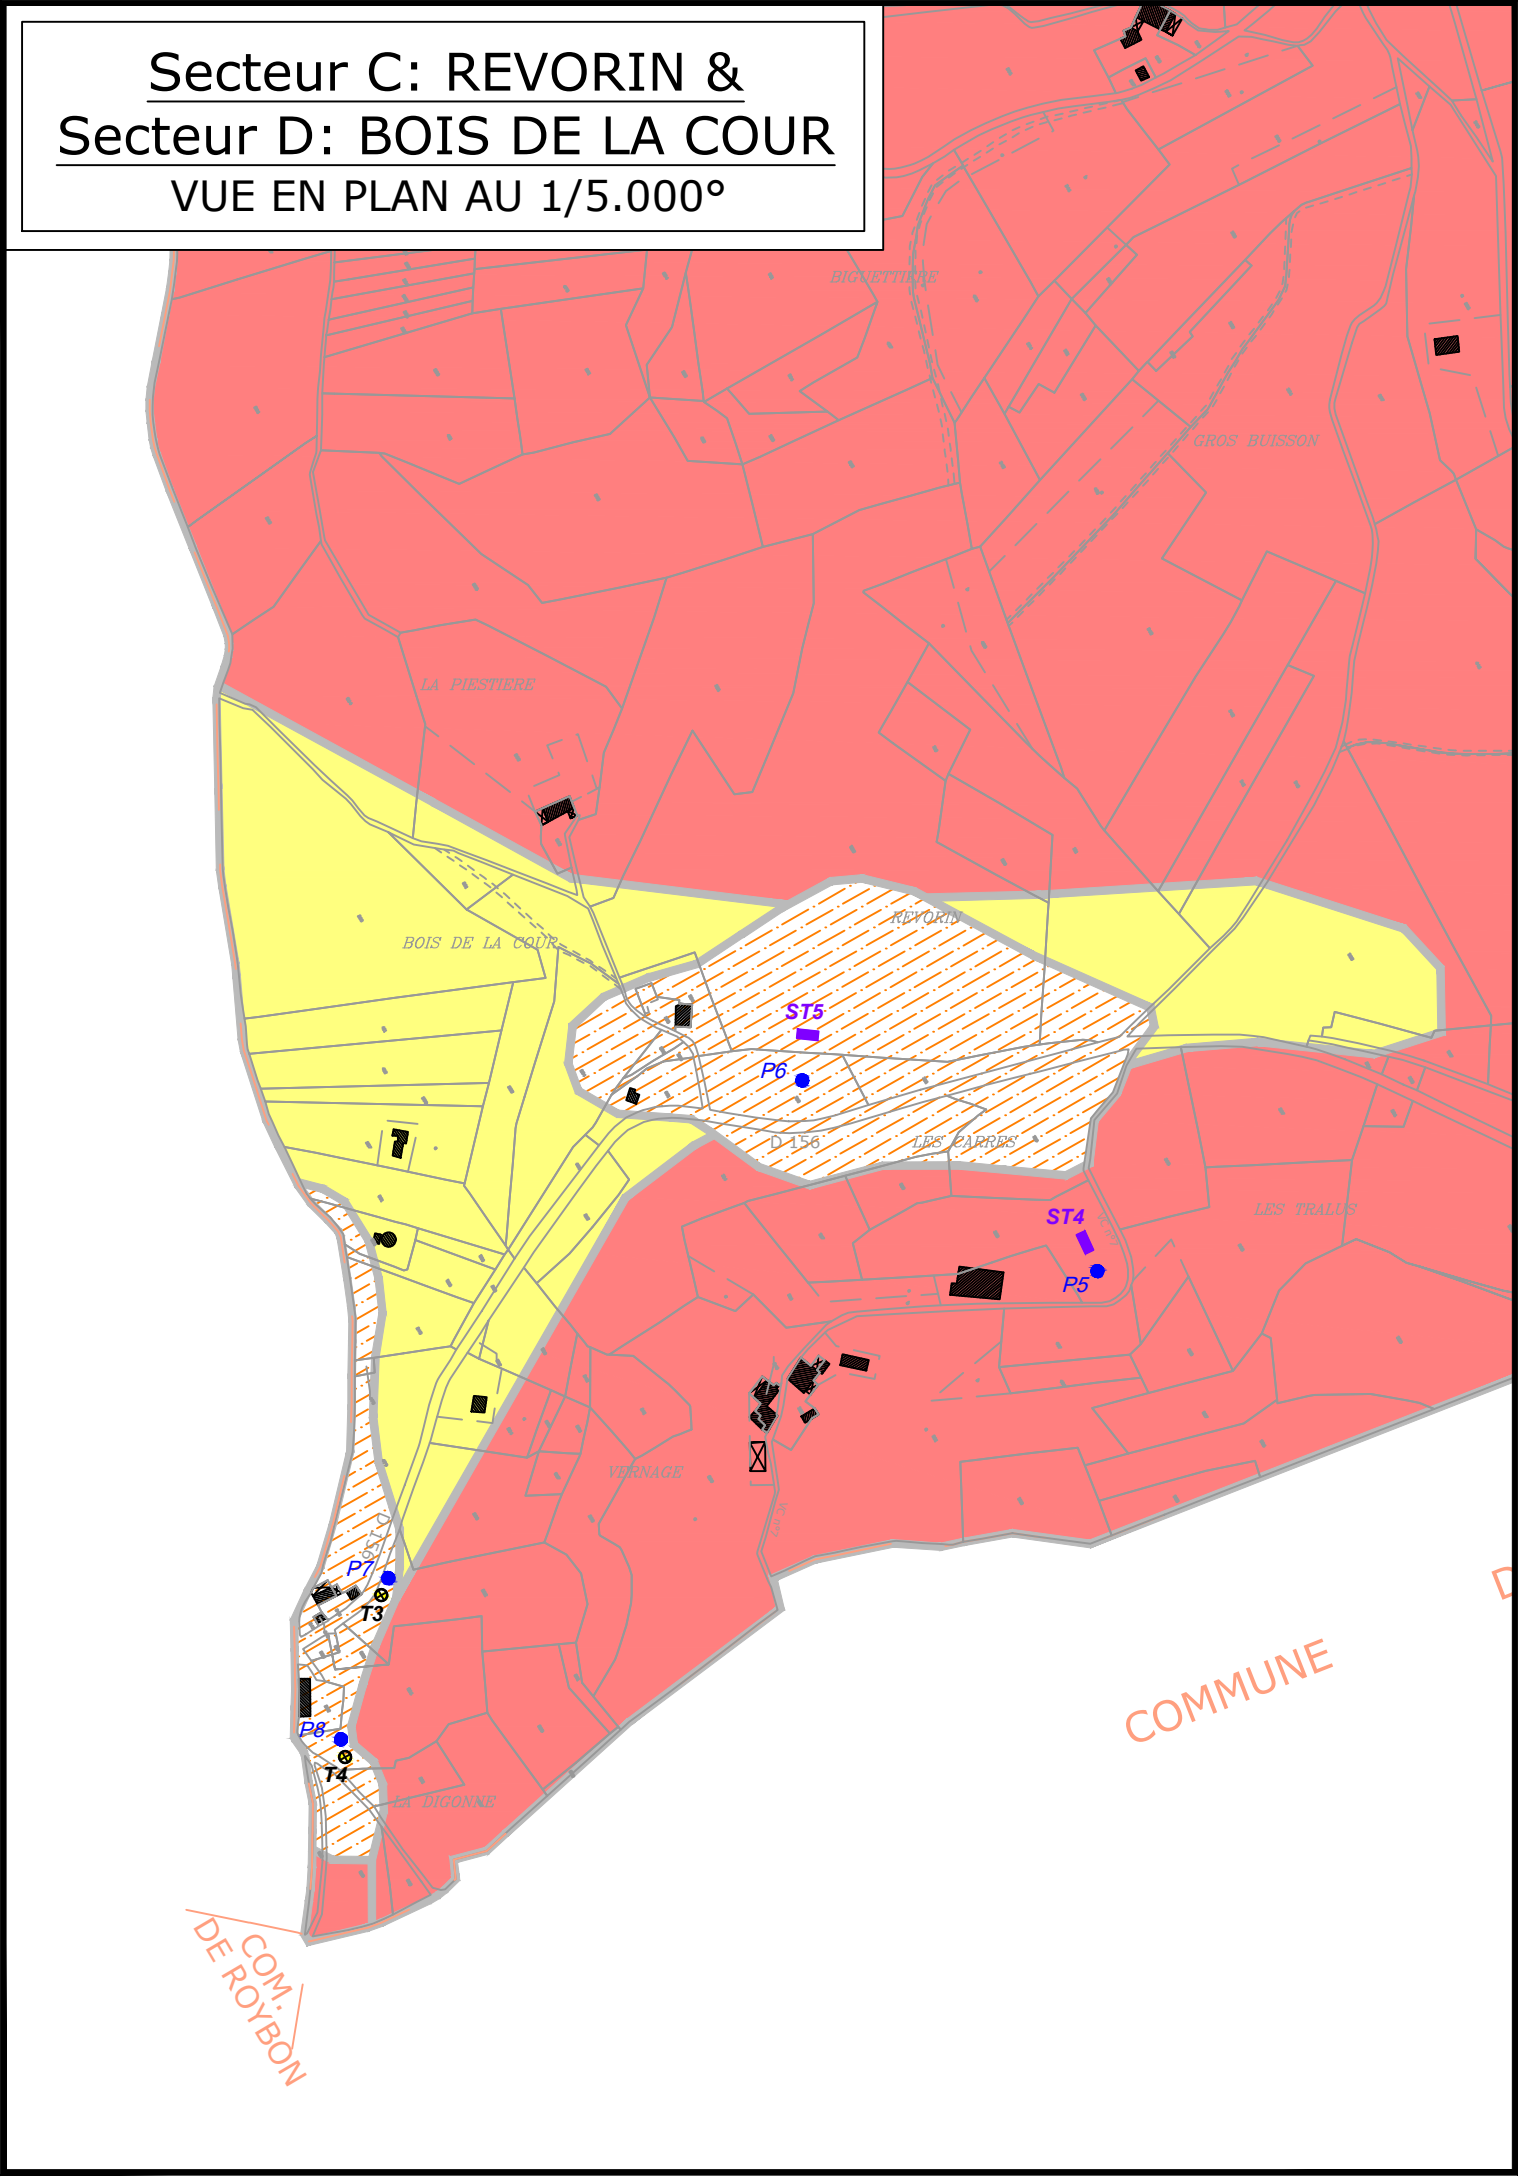 Secteur C: REVORIN &
Secteur D: BOIS DE LA COUR
VUE EN PLAN AU 1/5.000°
BIGUETTIERE
GROS BUISSON
LA PIESTIERE
REVORIN
BOIS DE LA COUR
ST5
P6
D 156
LES CARRES
LES TRALUS
ST4
P5
VERNAGE
D 156
P7
T3
P8
T4
LA DIGONNE
COMMUNE
D
COM.
DE ROYBON